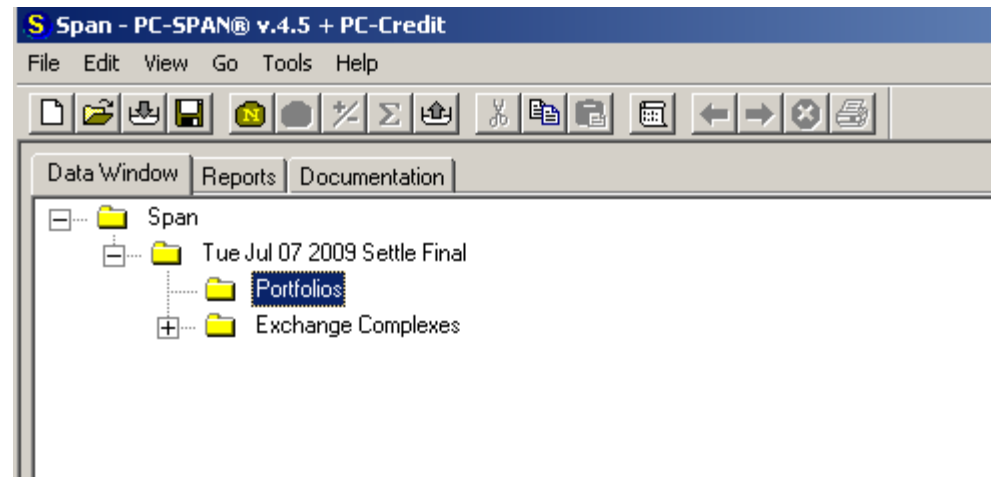 S Span - PC-SPAN® v.4.5 + PC-Credit
File Edit View Go Tools Help
N
Data Window Reports Documentation
Span
Tue Jul 07 2009 Settle Final
Portfolios
Exchange Complexes